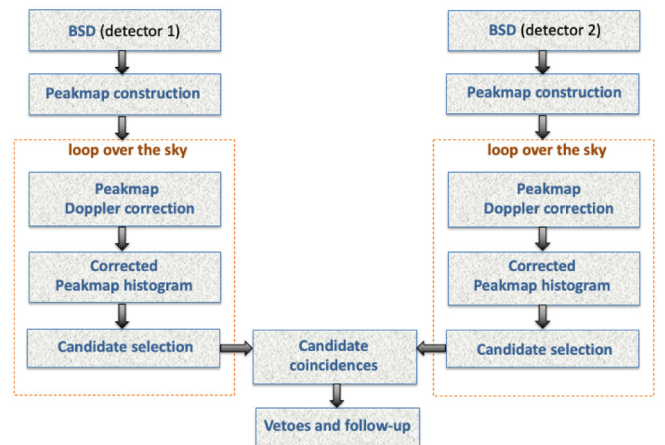 BSD (detector 1)
Peakmap construction
loop over the sky
Peakmap
Doppler correction
Corrected
Peakmap histogram
Candidate selection
BSD (detector 2)
Peakmap construction
loop over the sky
Peakmap
Doppler correction
Corrected
Peakmap histogram
Candidate selection
Candidate
coincidences
Vetoes and follow-up